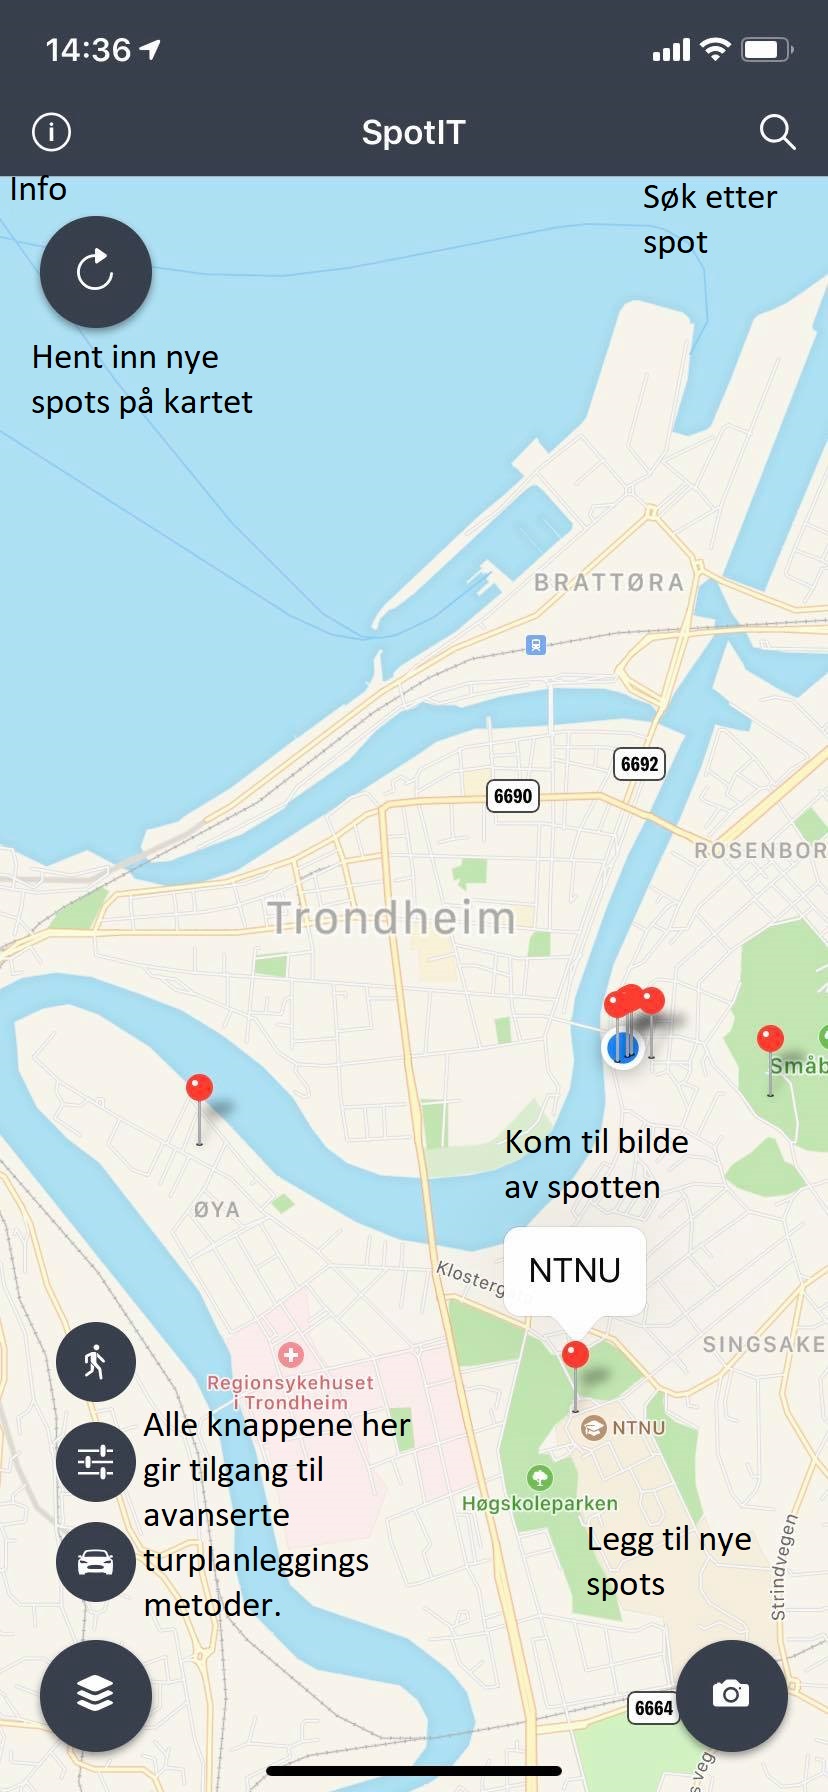 14:36
SpotIT
Info
Søk etter
spot
Hent inn nye
spots på kartet
BRATTØRA
6692
6690
ROSENBOR
Trondheim
Småb
Kom til bilde
av spotten
ØYA
Klosterg
NTNU
SINGSAKE
Regionsykehuset
i Trondheim
Alle knappene her
gir tilgang til
avanserte
turplanleggings
metoder.
NTNU
Høgskoleparken
Legg til nye
spots
Strindvegen
6664
s veg